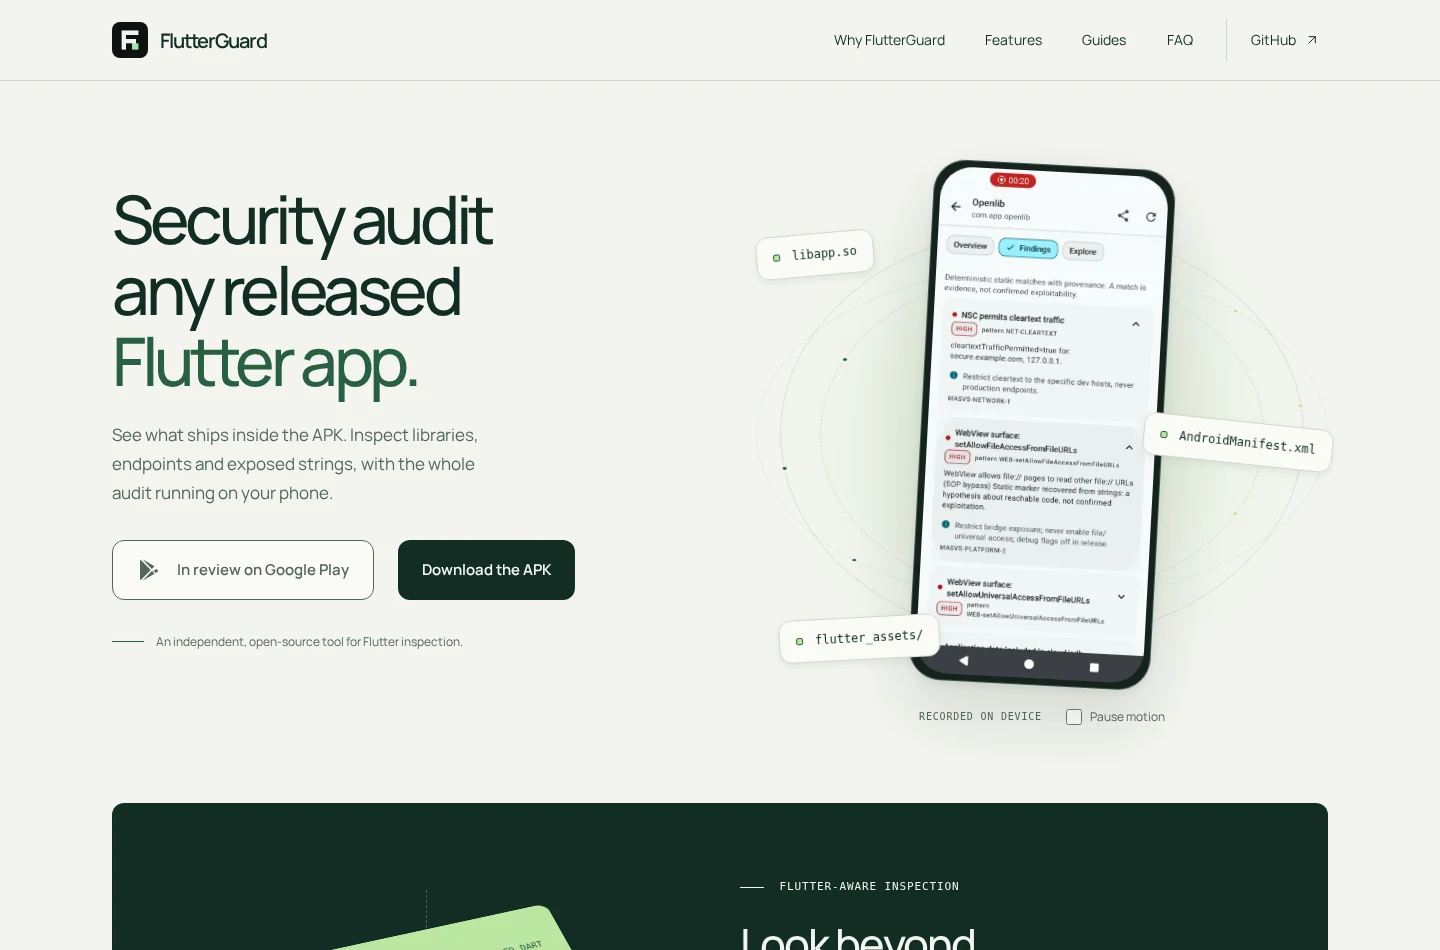 FlutterGuard
Why FlutterGuard
Features
Guides
FAQ
GitHub
Security audit
any released
Flutter app.
See what ships inside the APK. Inspect libraries,
endpoints and exposed strings, with the whole
audit running on your phone.
In review on Google Play
Download the APK
An independent, open-source tool for Flutter inspection.
libapp.so
AndroidManifest.xml
flutter_assets/
00:20
Openlib
com.app.openlib
Overview
Findings
Explore
Deterministic static matches with provenance. A match is
evidence, not confirmed exploitability.
NSC permits cleartext traffic
HIGH
pattern NET-CLEARTEXT
cleartextTrafficPermitted=true for:
secure.example.com, 127.0.0.1.
Restrict cleartext to the specific dev hosts, never
production endpoints.
MASVS-NETWORK-1
WebView surface:
setAllowFileAccessFromFileURLs
HIGH
pattern WEB-setAllowFileAccessFromFileURLs
WebView allows file:// pages to read other file:// URLs
(SOP bypass) Static marker recovered from strings: a
hypothesis about reachable code, not confirmed
exploitation.
Restrict bridge exposure; never enable file/
universal access; debug flags off in release.
MASVS-PLATFORM-2
WebView surface:
setAllowUniversalAccessFromFileURLs
HIGH
pattern
WEB-setAllowUniversalAccessFromFileURLs
RECORDED ON DEVICE
Pause motion
FLUTTER-AWARE INSPECTION
Look beyond
DART